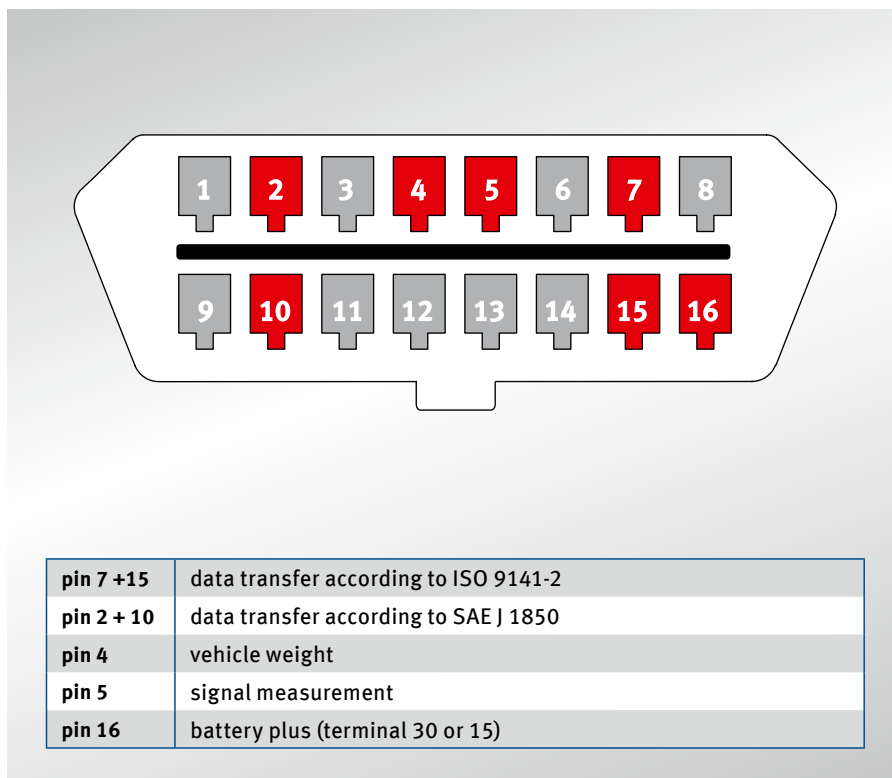 1 2 3 4 5 6 7 8
9 10 11 12 13 14 15 16
pin 7 +15 data transfer according to ISO 9141-2
pin 2 + 10 data transfer according to SAE J 1850
pin 4 vehicle weight
pin 5 signal measurement
pin 16 battery plus (terminal 30 or 15)